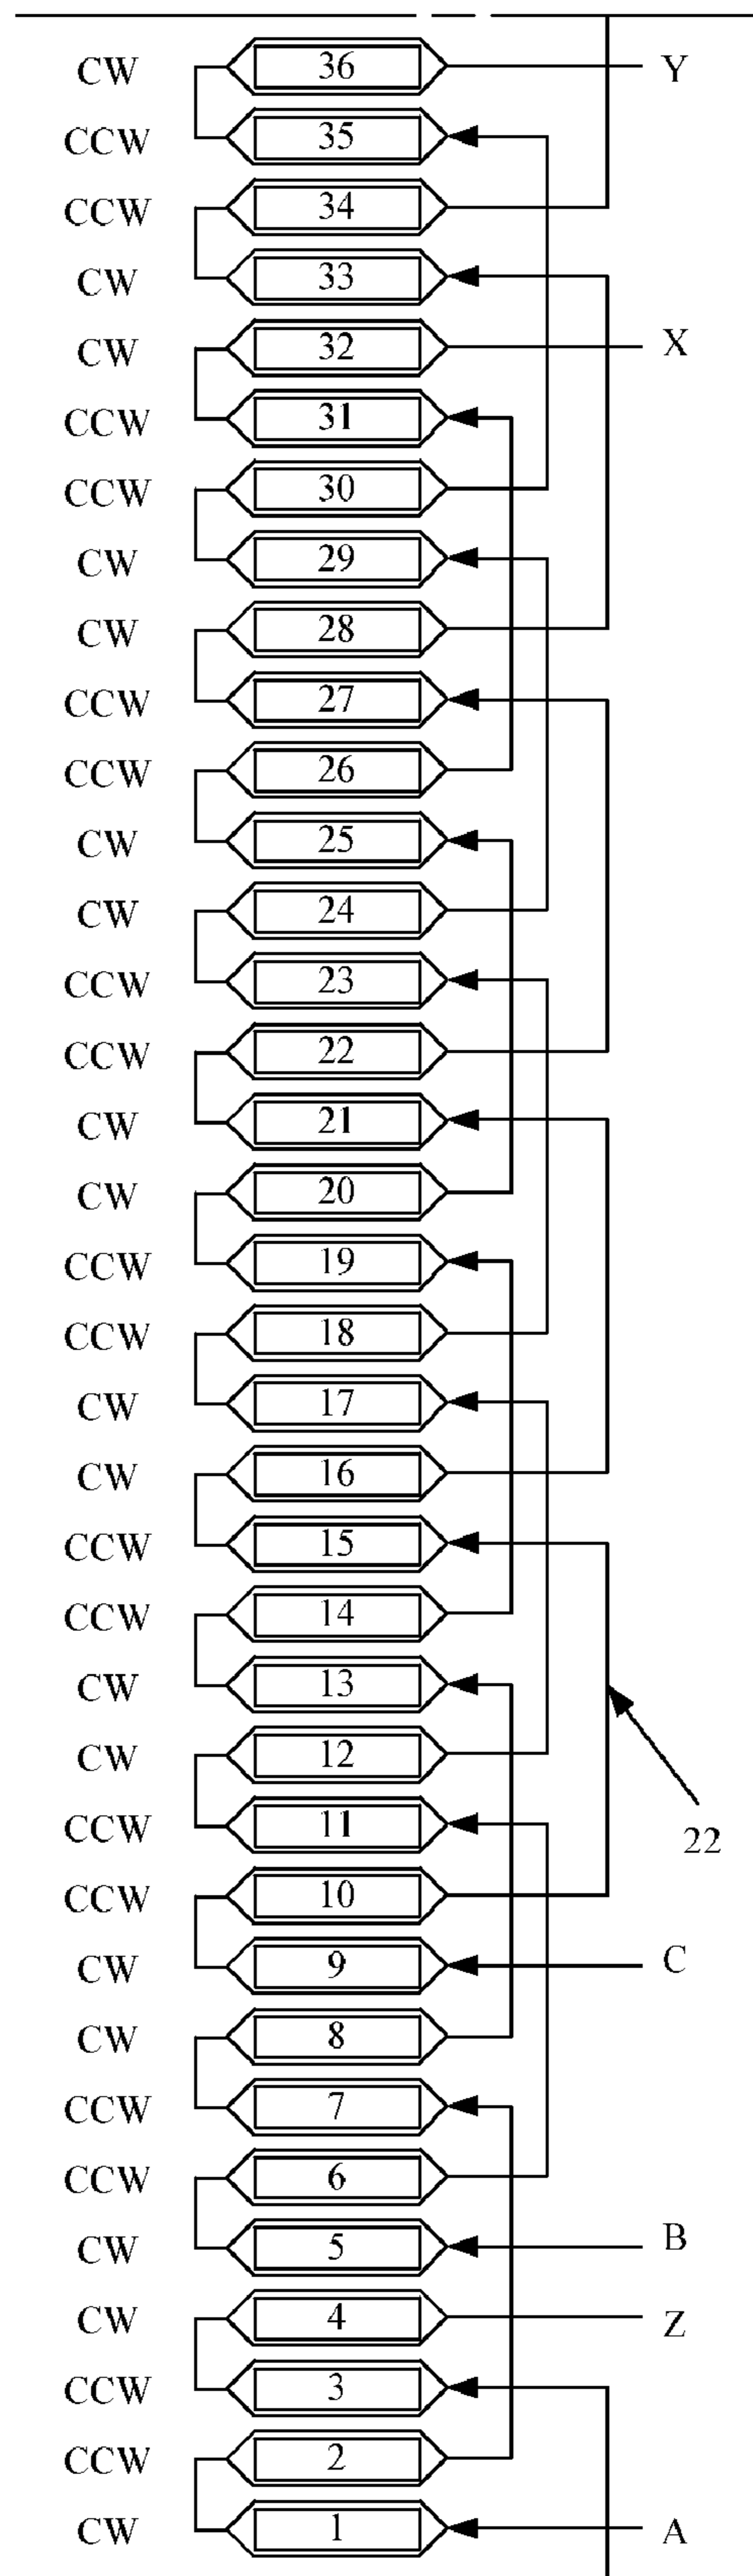 CW 36 Y
CCW 35
CCW 34
CW 33
CW 32 X
CCW 31
CCW 30
CW 29
CW 28
CCW 27
CCW 26
CW 25
CW 24
CCW 23
CCW 22
CW 21
CW 20
CCW 19
CCW 18
CW 17
CW 16
CCW 15
CCW 14
CW 13
CW 12
CCW 11
22
CCW 10
CW 9 C
CW 8
CCW 7
CCW 6
CW 5 B
CW 4 Z
CCW 3
CCW 2
CW 1 A